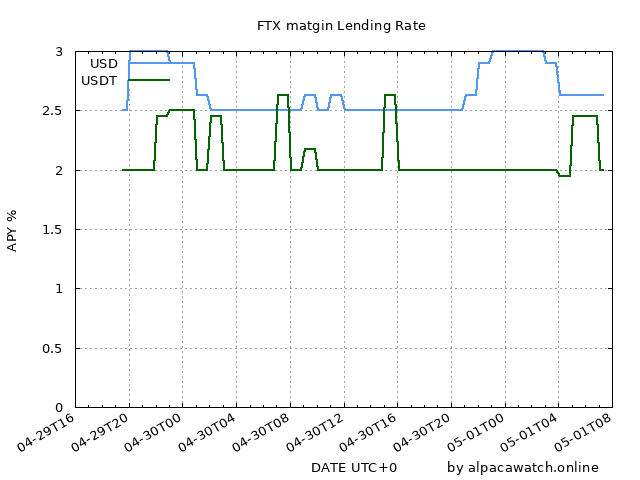 FTX matgin Lending Rate
3
USD
USDT
2.5
2
1.5
APY %
1
0.5
0
04-29T16 04-29T20 04-30T00 04-30T04 04-30T08 04-30T12 04-30T16 04-30T20 05-01T00 05-01T04 05-01T08
DATE UTC+0 by alpacawatch.online